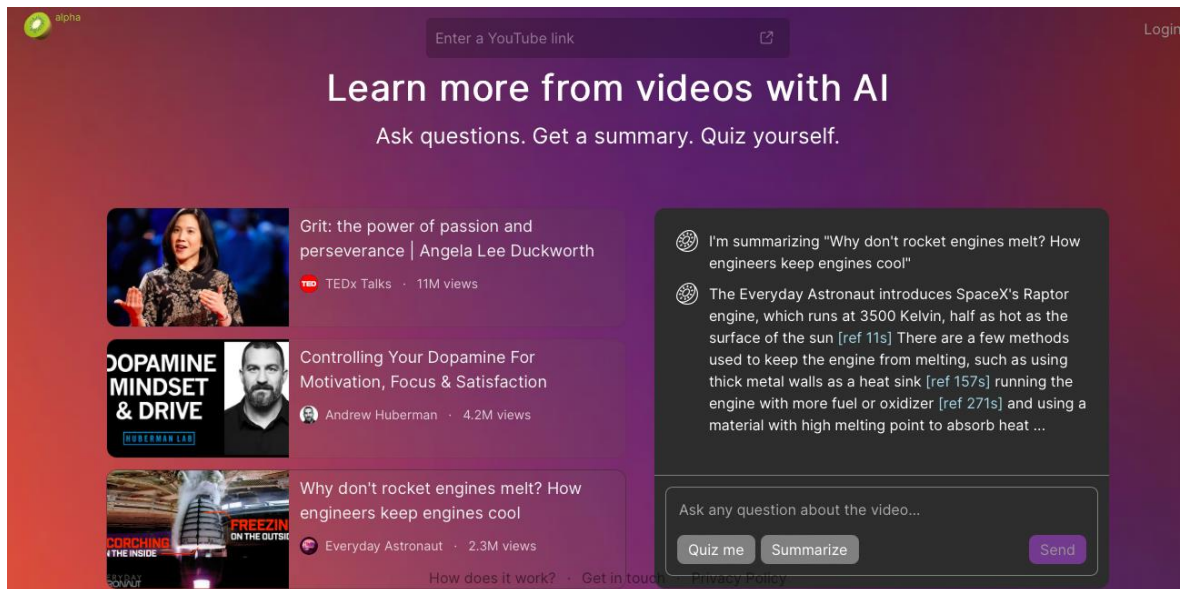 alpha
Enter a YouTube link
Login
Learn more from videos with AI
Ask questions. Get a summary. Quiz yourself.
Grit: the power of passion and
perseverance | Angela Lee Duckworth
TED
TEDx Talks · 11M views
DOPAMINE
MINDSET
& DRIVE
HUBERMAN LAB
Controlling Your Dopamine For
Motivation, Focus & Satisfaction
Andrew Huberman · 4.2M views
CORCHING
N THE INSIDE
FREEZIN
ON THE OUTSID
Why don't rocket engines melt? How
engineers keep engines cool
Everyday Astronaut · 2.3M views
I'm summarizing "Why don't rocket engines melt? How
engineers keep engines cool"
The Everyday Astronaut introduces SpaceX's Raptor
engine, which runs at 3500 Kelvin, half as hot as the
surface of the sun [ref 11s] There are a few methods
used to keep the engine from melting, such as using
thick metal walls as a heat sink [ref 157s] running the
engine with more fuel or oxidizer [ref 271s] and using a
material with high melting point to absorb heat ...
Ask any question about the video...
Quiz me
Summarize
Send
How does it work? · Get in touch · Privacy Policy